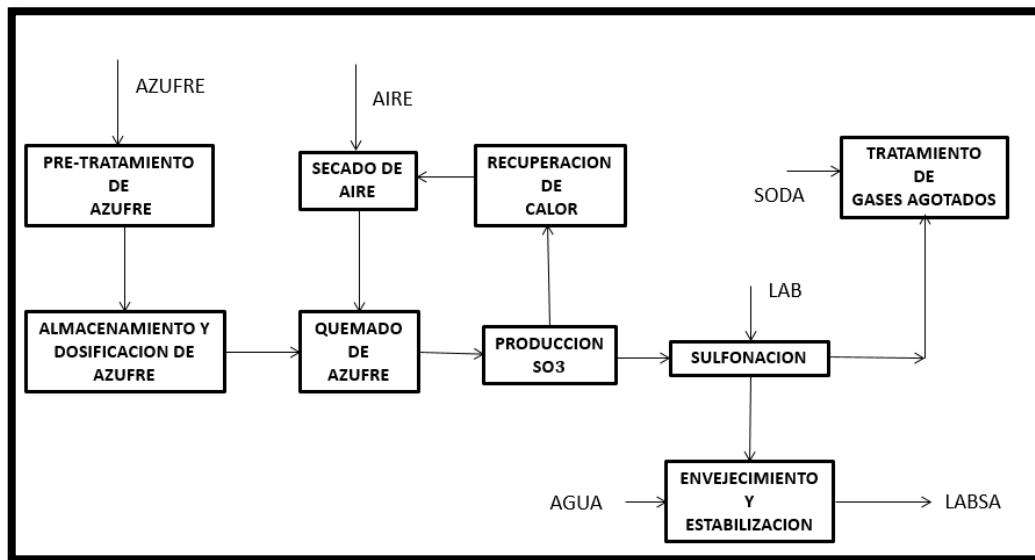 AZUFRE
AIRE
PRE-TRATAMIENTO
DE
AZUFRE
SECADO DE
AIRE
RECUPERACION
DE
CALOR
TRATAMIENTO
DE
GASES AGOTADOS
SODA
LAB
ALMACENAMIENTO Y
DOSIFICACION DE
AZUFRE
QUEMADO
DE
AZUFRE
PRODUCCION
SO3
SULFONACION
AGUA
ENVEJECIMIENTO
Y
ESTABILIZACION
LABSA